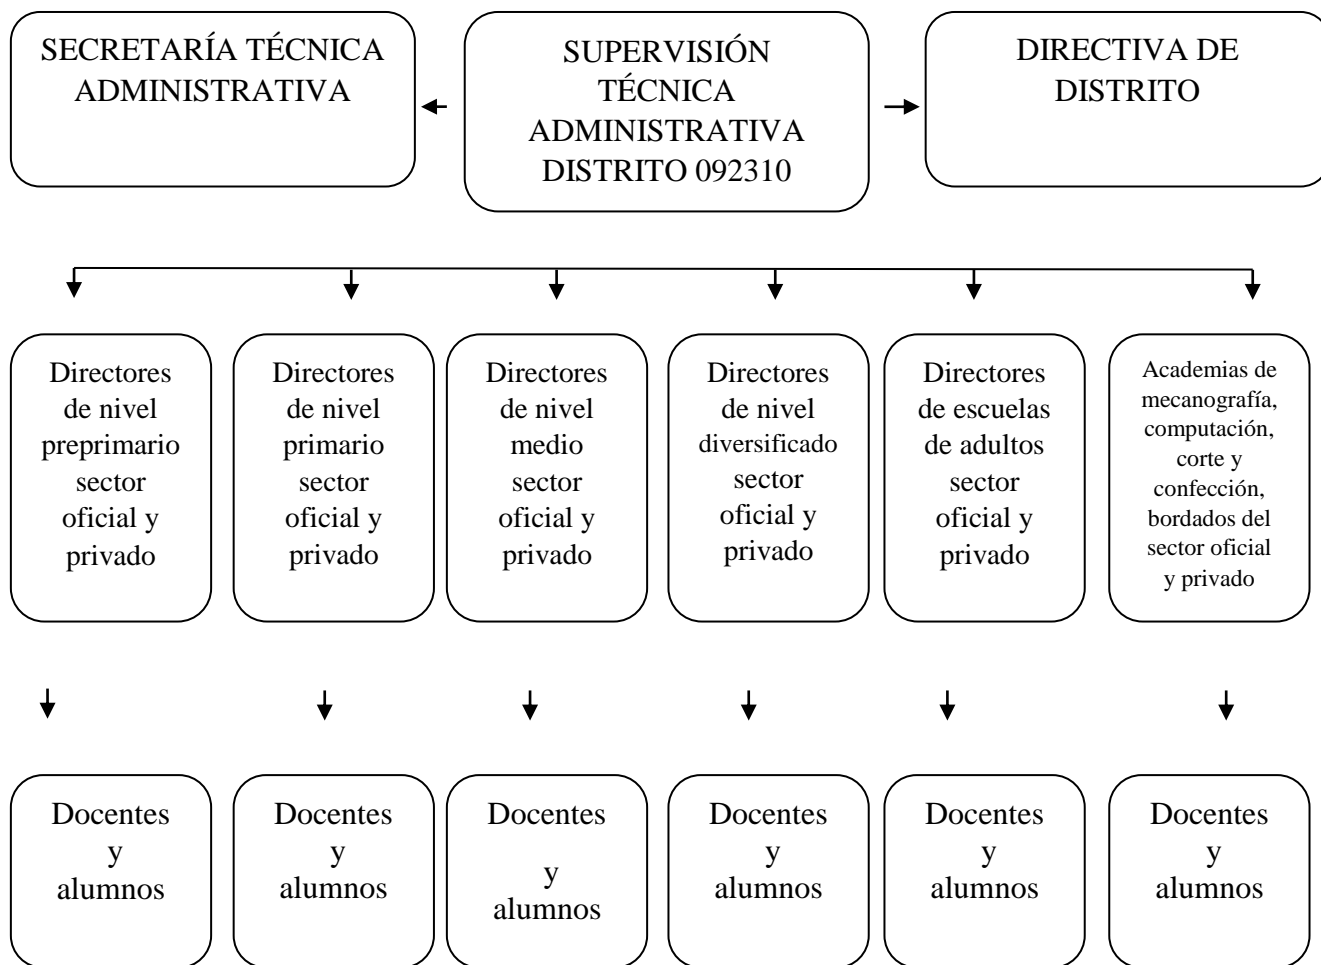 SECRETARÍA TÉCNICA
ADMINISTRATIVA
SUPERVISIÓN
TÉCNICA
ADMINISTRATIVA
DISTRITO 092310
DIRECTIVA DE
DISTRITO
Directores
de nivel
preprimario
sector
oficial y
privado
Directores
de nivel
primario
sector
oficial y
privado
Directores
de nivel
medio
sector
oficial y
privado
Directores
de nivel
diversificado
sector
oficial y
privado
Directores
de escuelas
de adultos
sector
oficial y
privado
Academias de
mecanografía,
computación,
corte y
confección,
bordados del
sector oficial
y privado
Docentes
y
alumnos
Docentes
y
alumnos
Docentes
y
alumnos
Docentes
y
alumnos
Docentes
y
alumnos
Docentes
y
alumnos